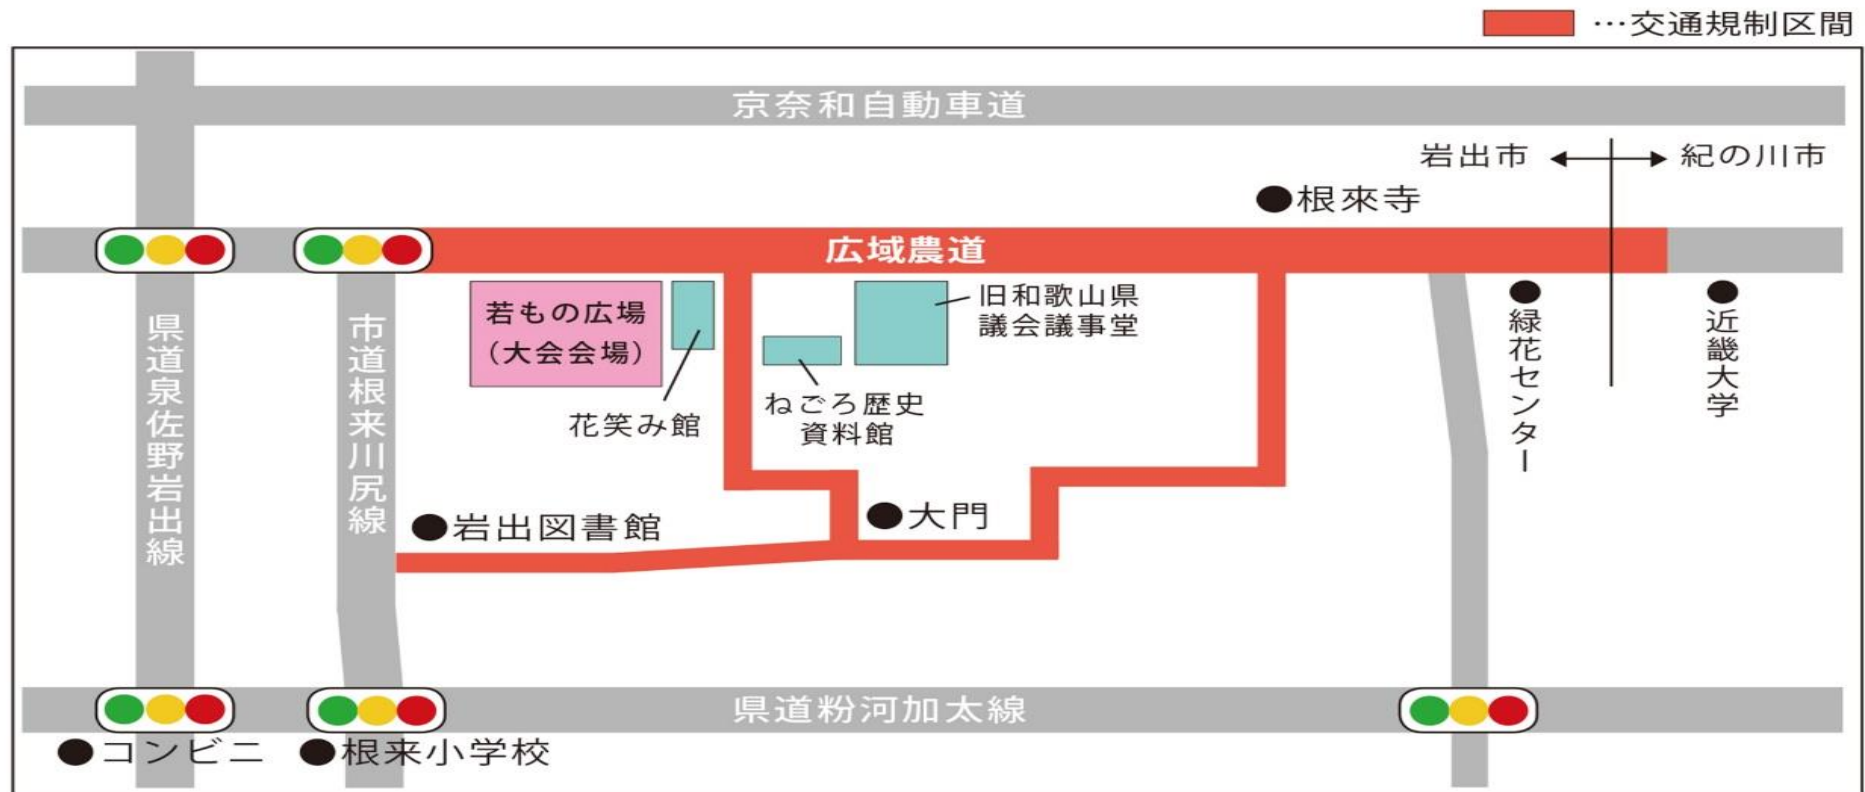 …交通規制区間
京奈和自動車道
岩出市
紀の川市
●根來寺
広域農道
若もの広場
(大会会場)
旧和歌山県
議会議事堂
花笑み館
ねごろ歴史
資料館
●緑花センター
●近畿大学
県道泉佐野岩出線
市道根来川尻線
●岩出図書館
●大門
県道粉河加太線
●コンビニ
●根来小学校